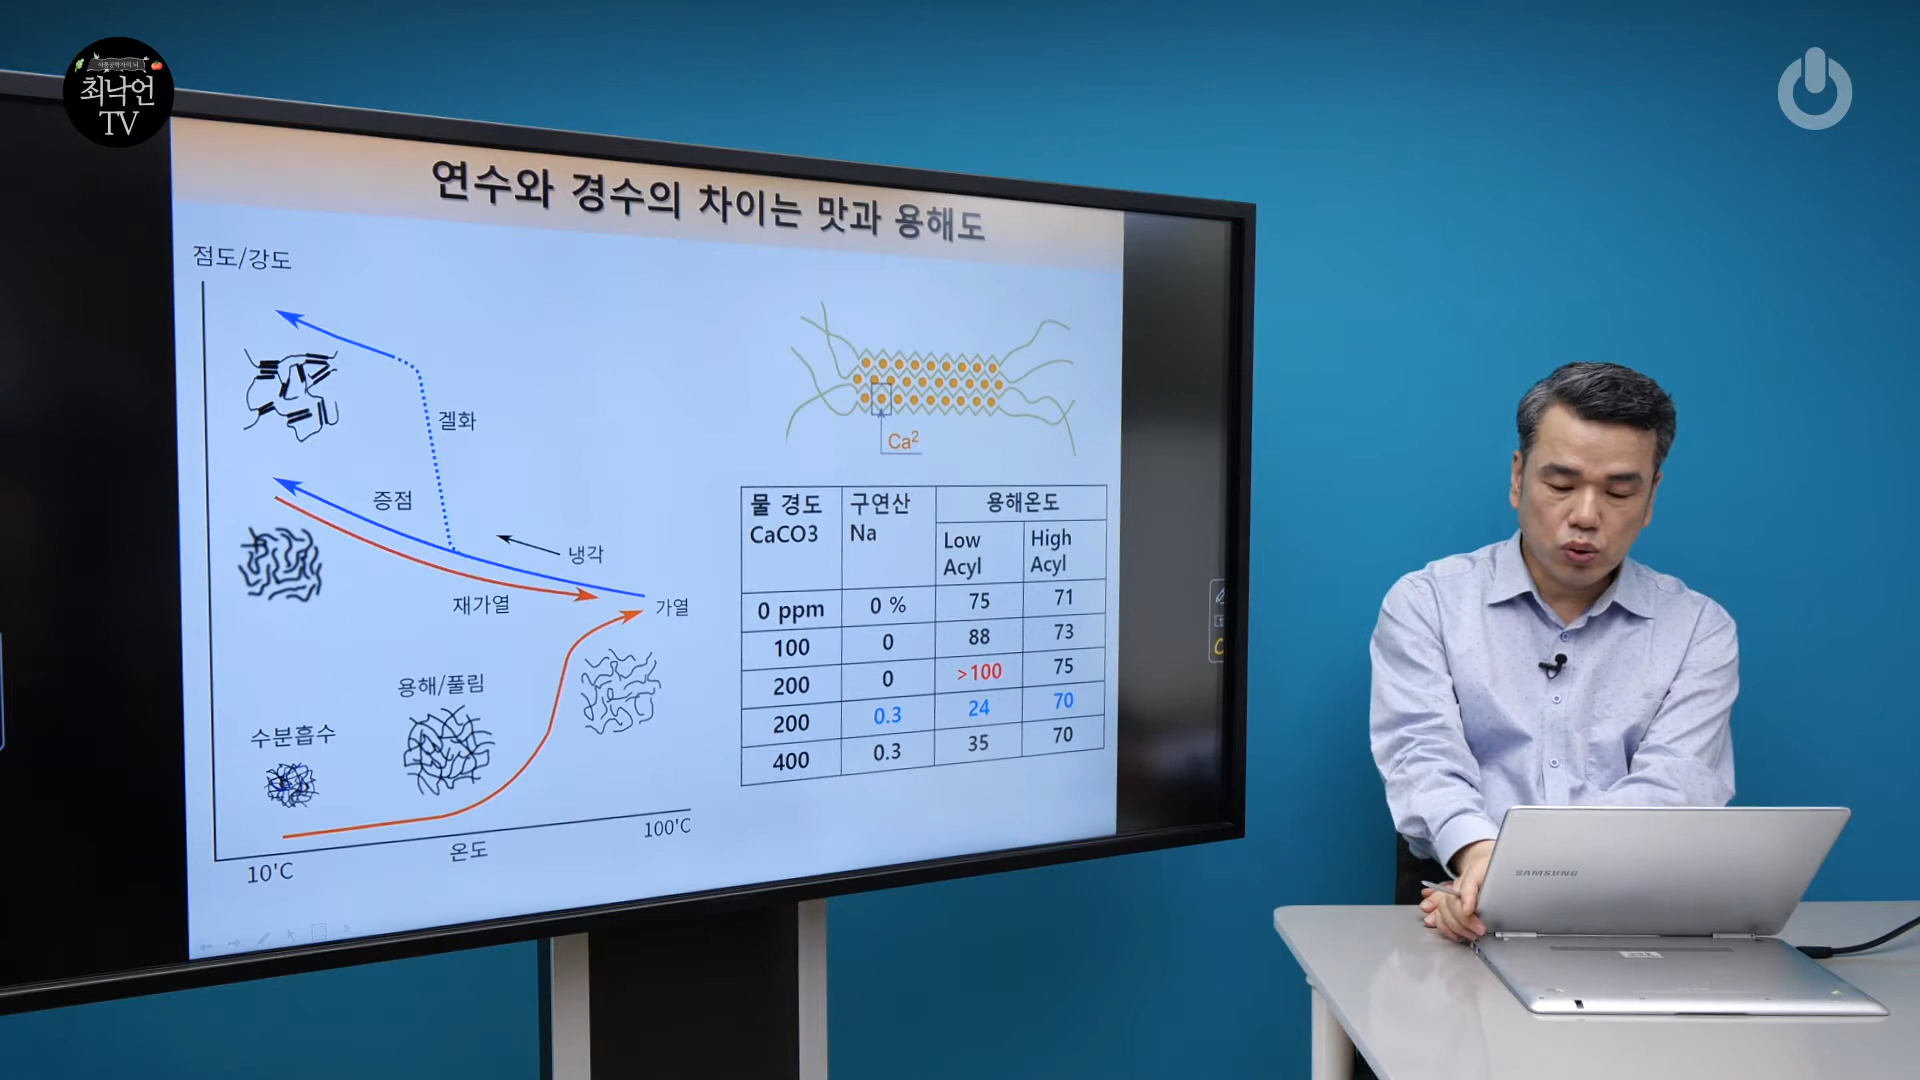 최낙언
TV
연수와 경수의 차이는 맛과 용해도
점도/강도
겔화
증점
냉각
재가열
가열
용해/풀림
수분흡수
10'C
온도
100'C
Ca2
물 경도 CaCO3 구연산 Na 용해온도
Low Acyl High Acyl
0 ppm 0 % 75 71
100 0 88 73
200 0 >100 75
200 0.3 24 70
400 0.3 35 70
SAMSUNG